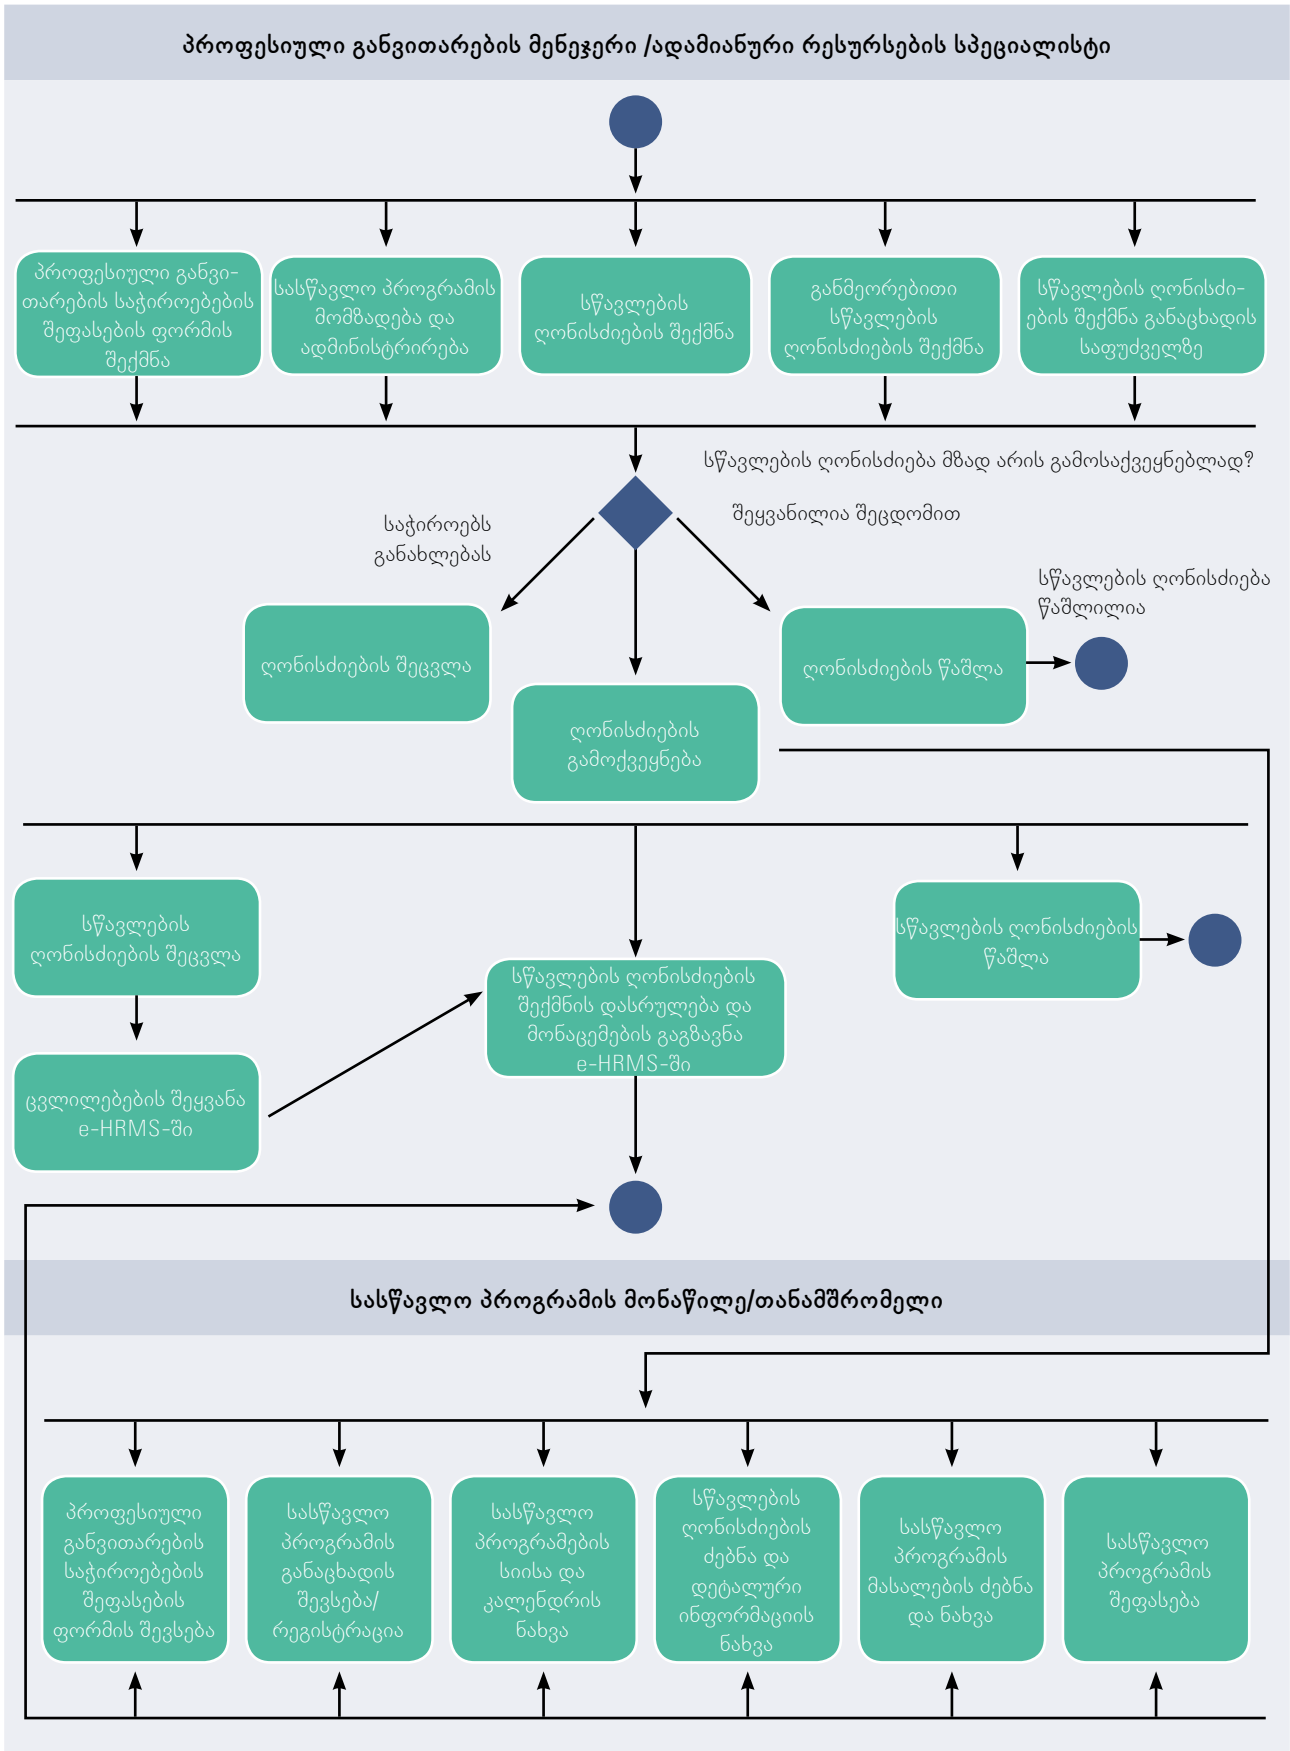 პროფესიული განვითარების მენეჯერი /ადამიანური რესურსების სპეციალისტი
პროფესიული განვი-
თარების საჭიროებების
შეფასების ფორმის
შექმნა
სასწავლო პროგრამის
მომზადება და
ადმინისტრირება
სწავლების
ღონისძიების შექმნა
განმეორებითი
სწავლების
ღონისძიების შექმნა
სწავლების ღონისძი-
ების შექმნა განაცხადის
საფუძველზე
სწავლების ღონისძიება მზად არის გამოსაქვეყნებლად?
საჭიროებს
განახლებას
შეყვანილია შეცდომით
სწავლების ღონისძიება
წაშლილია
ღონისძიების შეცვლა
ღონისძიების წაშლა
ღონისძიების
გამოქვეყნება
სწავლების
ღონისძიების შეცვლა
სწავლების ღონისძიების
წაშლა
სწავლების ღონისძიების
შექმნის დასრულება და
მონაცემების გაგზავნა
e-HRMS-ში
ცვლილებების შეყვანა
e-HRMS-ში
სასწავლო პროგრამის მონაწილე/თანამშრომელი
პროფესიული
განვითარების
საჭიროებების
შეფასების
ფორმის შევსება
სასწავლო
პროგრამის
განაცხადის
შევსება/
რეგისტრაცია
სასწავლო
პროგრამების
სიისა და
კალენდრის
ნახვა
სწავლების
ღონისძიების
ძებნა და
დეტალური
ინფორმაციის
ნახვა
სასწავლო
პროგრამის
მასალების ძებნა
და ნახვა
სასწავლო
პროგრამის
შეფასება